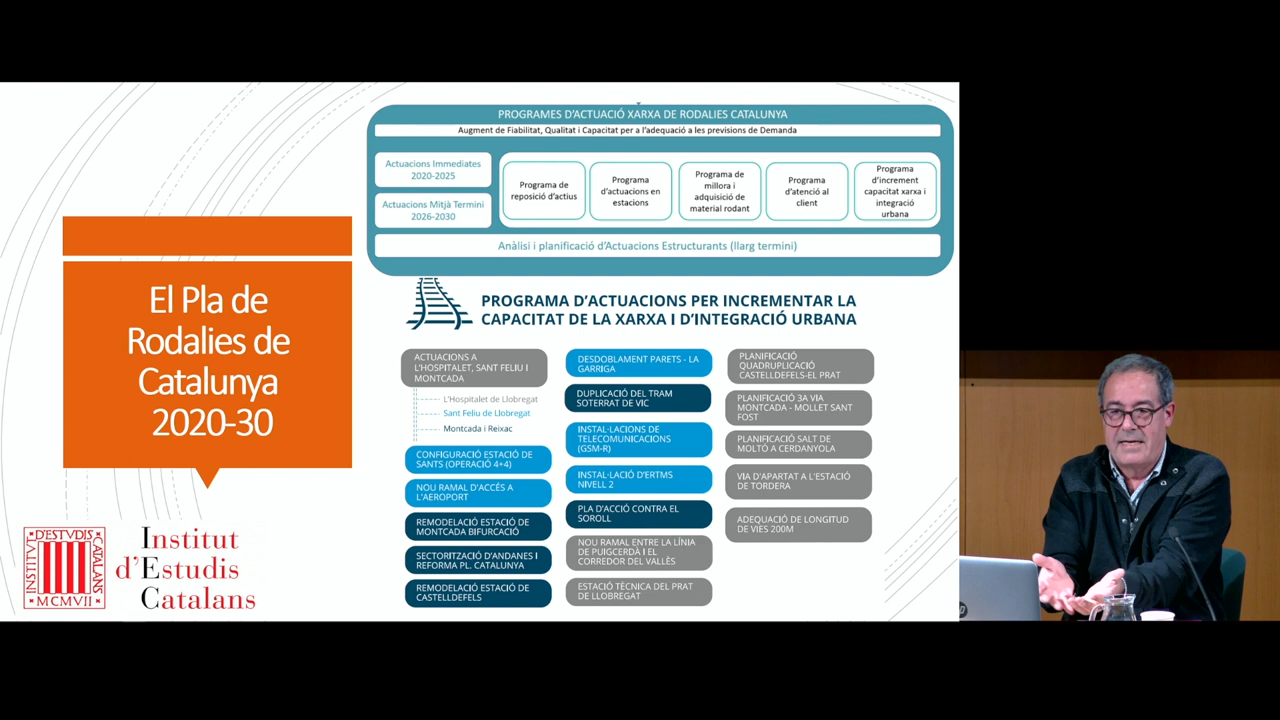 El Pla de
Rodalies de
Catalunya
2020-30
PROGRAMES D'ACTUACIÓ XARXA DE RODALIES CATALUNYA
Augment de Fiabilitat, Qualitat i Capacitat per a l'adequació a les previsions de Demanda
Actuacions Immediates
2020-2025
Actuacions Mitjà Termini
2026-2030
Programa de
reposició d'actius
Programa
d'actuacions en
estacions
Programa de
millora i
adquisició de
material rodant
Programa
d'atenció al
client
Programa
d'increment
capacitat xarxa i
integració
urbana
Anàlisi i planificació d'Actuacions Estructurants (llarg termini)
PROGRAMA D'ACTUACIONS PER INCREMENTAR LA
CAPACITAT DE LA XARXA I D'INTEGRACIÓ URBANA
ACTUACIONS A
L'HOSPITALET, SANT FELIU I
MONTCADA
L'Hospitalet de Llobregat
Sant Feliu de Llobregat
Montcada i Reixac
CONFIGURACIÓ ESTACIÓ DE
SANTS (OPERACIÓ 4+4)
NOU RAMAL D'ACCÉS A
L'AEROPORT
REMODELACIÓ ESTACIÓ DE
MONTCADA BIFURCACIÓ
SECTORITZACIÓ D'ANDANES I
REFORMA PL. CATALUNYA
REMODELACIÓ ESTACIÓ DE
CASTELLDEFELS
DESDOBLAMENT PARETS - LA
GARRIGA
DUPLICACIÓ DEL TRAM
SOTERRAT DE VIC
INSTAL·LACIONS DE
TELECOMUNICACIONS
(GSM-R)
INSTAL·LACIÓ D'ERTMS
NIVELL 2
PLA D'ACCIÓ CONTRA EL
SOROLL
NOU RAMAL ENTRE LA LÍNIA
DE PUIGCERDÀ I EL
CORREDOR DEL VALLÈS
ESTACIÓ TÈCNICA DEL PRAT
DE LLOBREGAT
PLANIFICACIÓ
QUADRUPLICACIÓ
CASTELLDEFELS-EL PRAT
PLANIFICACIÓ 3A VIA
MONTCADA - MOLLET SANT
FOST
PLANIFICACIÓ SALT DE
MOLTÓ A CERDANYOLA
VIA D'APARTAT A L'ESTACIÓ
DE TORDERA
ADEQUACIÓ DE LONGITUD
DE VIES 200M
INSTITVT
D'ESTVDIS
CATALANS
MCMVII
Institut
d'Estudis
Catalans